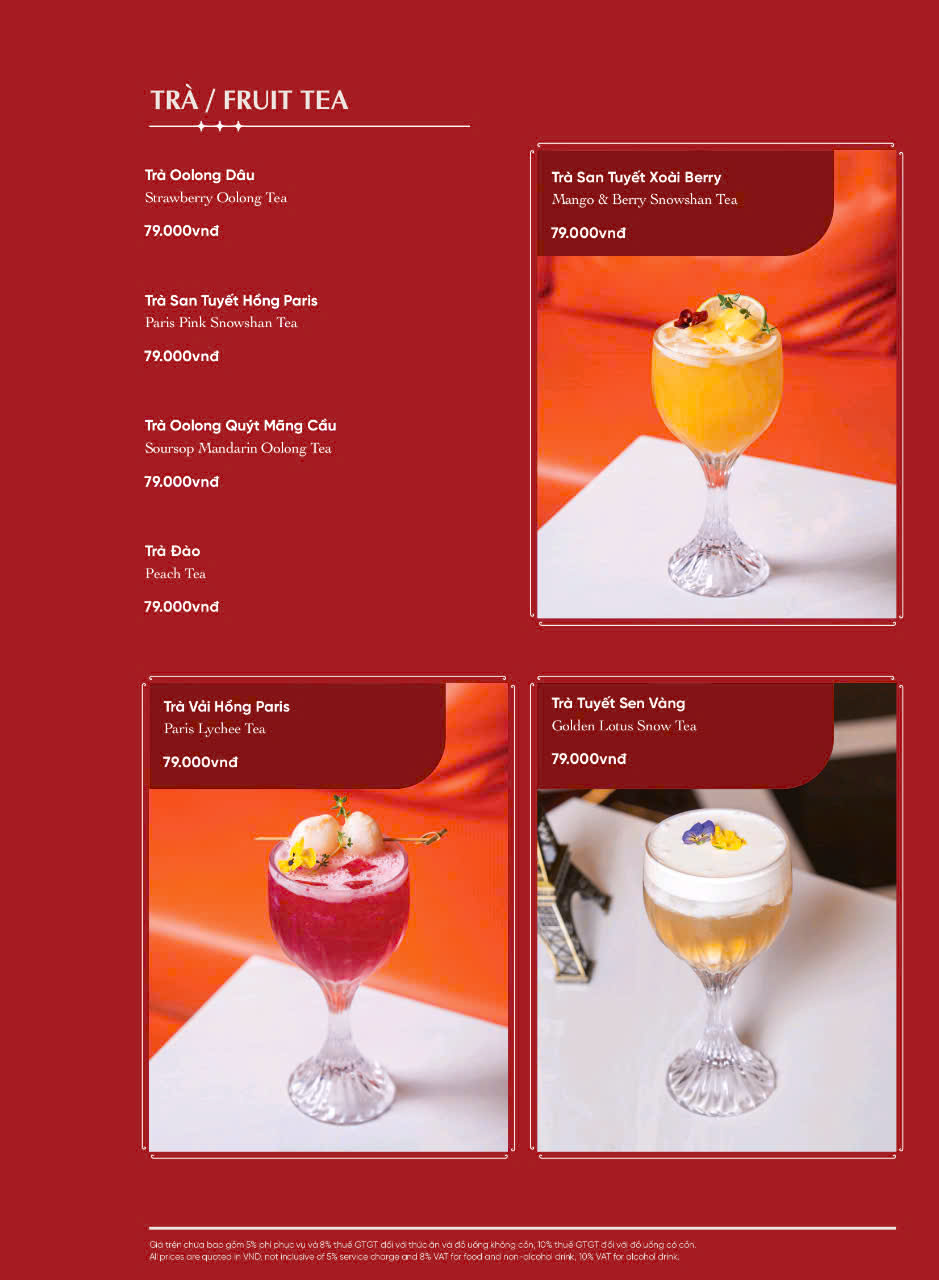 TRÀ / FRUIT TEA
Trà Oolong Dâu
Strawberry Oolong Tea
79.000vnđ
Trà San Tuyết Hồng Paris
Paris Pink Snowshan Tea
79.000vnđ
Trà Oolong Quýt Mãng Cầu
Soursop Mandarin Oolong Tea
79.000vnđ
Trà Đào
Peach Tea
79.000vnđ
Trà San Tuyết Xoài Berry
Mango & Berry Snowshan Tea
79.000vnđ
Trà Vải Hồng Paris
Paris Lychee Tea
79.000vnđ
Trà Tuyết Sen Vàng
Golden Lotus Snow Tea
79.000vnđ
Giá trên chưa bao gồm 5% phí phục vụ và 8% thuế GTGT đối với thức ăn và đồ uống không cồn, 10% thuế GTGT đối với đồ uống có cồn.
All prices are quoted in VND, not inclusive of 5% service charge and 8% VAT for food and non-alcohol drink, 10% VAT for alcohol drink.